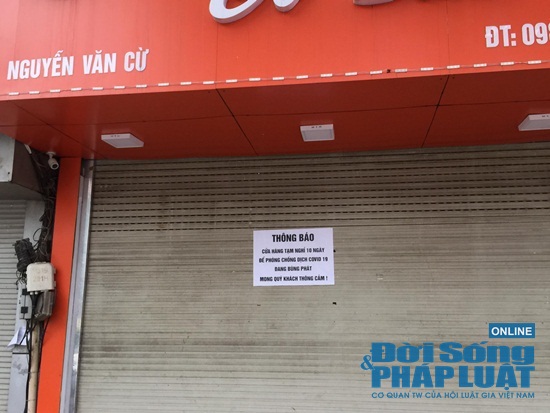 NGUYỄN VĂN CỪ
ĐT: 09
THÔNG BÁO
CỬA HÀNG TẠM NGHỈ 10 NGÀY
ĐỂ PHÒNG CHỐNG DỊCH COVID 19
ĐANG BÙNG PHÁT
MONG QUÝ KHÁCH THÔNG CẢM !
ONLINE
Đời Sống
& PHÁP LUẬT
CƠ QUAN TW CỦA HỘI LUẬT GIA VIỆT NAM